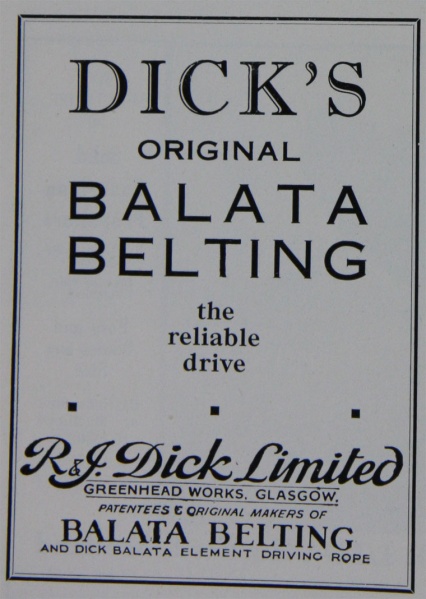 DICK'S
ORIGINAL
BALATA
BELTING
the
reliable
drive
R & J. Dick Limited
GREENHEAD WORKS, GLASGOW.
PATENTEES & ORIGINAL MAKERS OF
BALATA BELTING
AND DICK BALATA ELEMENT DRIVING ROPE